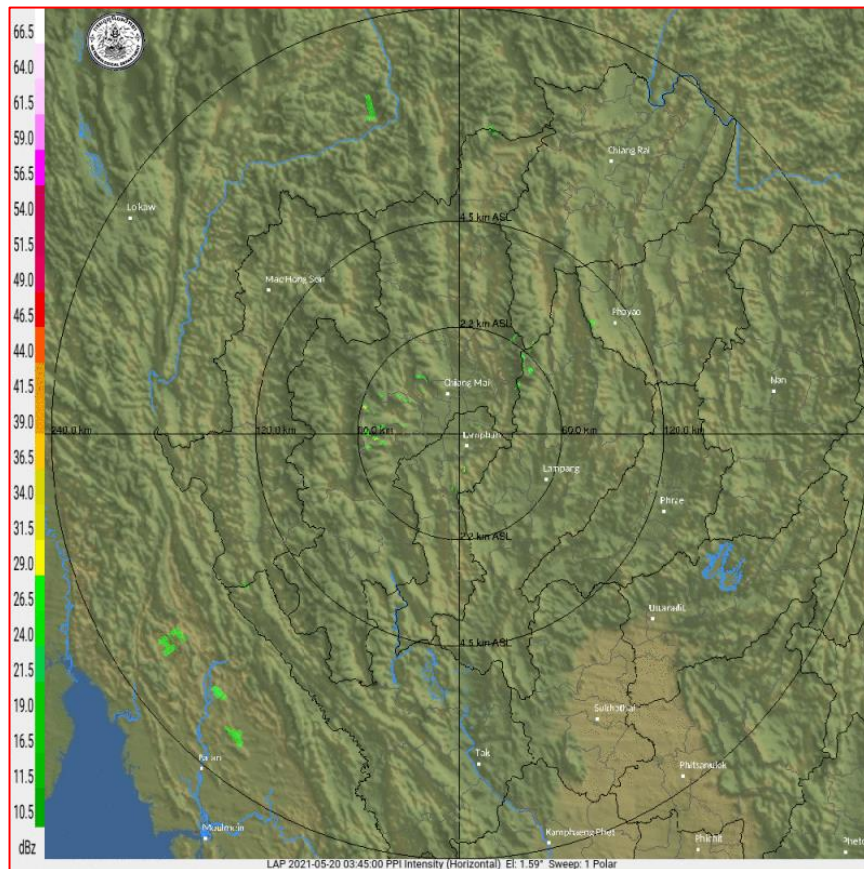 66.5
64.0
61.5
59.0
56.5
54.0
51.5
49.0
46.5
44.0
41.5
39.0
36.5
34.0
31.5
29.0
26.5
24.0
21.5
19.0
16.5
11.5
10.5
dBz
Chiang Rai
Loikaw
4.5 km ASL
Mae Hong Son
Phayao
2.2 km ASL
Chiang Mai
Nan
240.0 km
120.0 km
60.0 km
60.0 km
120.0 km
Lamphun
Lampang
Phrae
2.2 km ASL
Uttaradit
4.5 km ASL
Sukhothai
Tak
Pa'an
Phitsanulok
Moulmein
Kamphaeng Phet
Phichit
Phetc
LAP 2021-05-20 03:45:00 PPI Intensity (Horizontal) El: 1.59° Sweep: 1 Polar